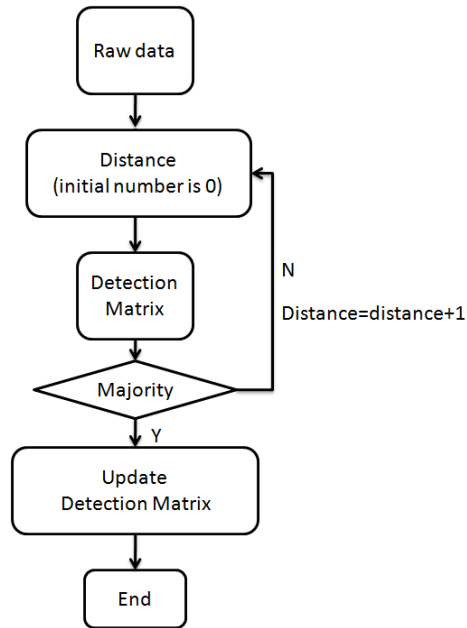 Raw data
Distance
(initial number is 0)
Detection
Matrix
N
Distance=distance+1
Majority
Y
Update
Detection Matrix
End